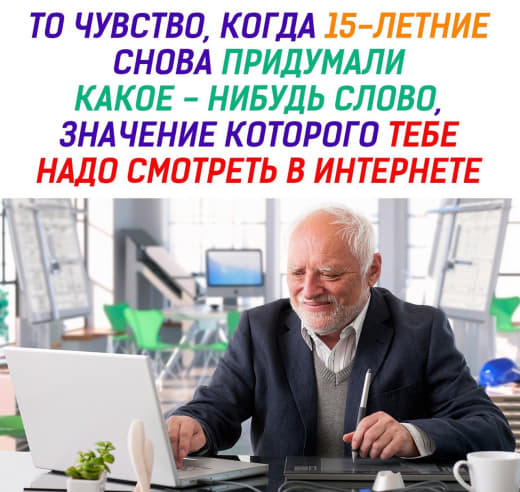 ТО ЧУВСТВО, КОГДА 15-ЛЕТНИЕ
СНОВА ПРИДУМАЛИ
КАКОЕ - НИБУДЬ СЛОВО,
ЗНАЧЕНИЕ КОТОРОГО ТЕБЕ
НАДО СМОТРЕТЬ В ИНТЕРНЕТЕ